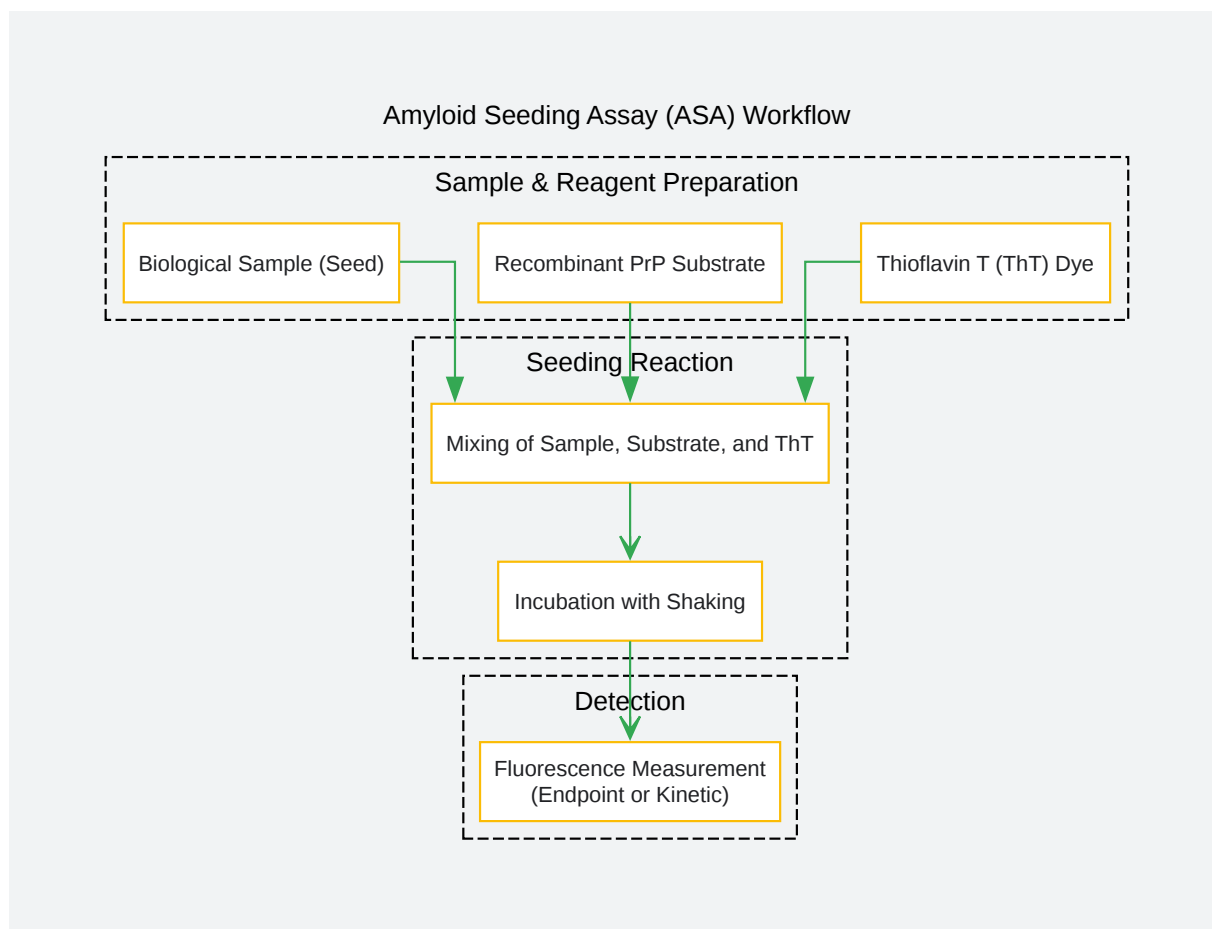 Amyloid Seeding Assay (ASA) Workflow
Sample & Reagent Preparation
Biological Sample (Seed)
Recombinant PrP Substrate
Thioflavin T (ThT) Dye
Seeding Reaction
Mixing of Sample, Substrate, and ThT
Incubation with Shaking
Detection
Fluorescence Measurement
(Endpoint or Kinetic)